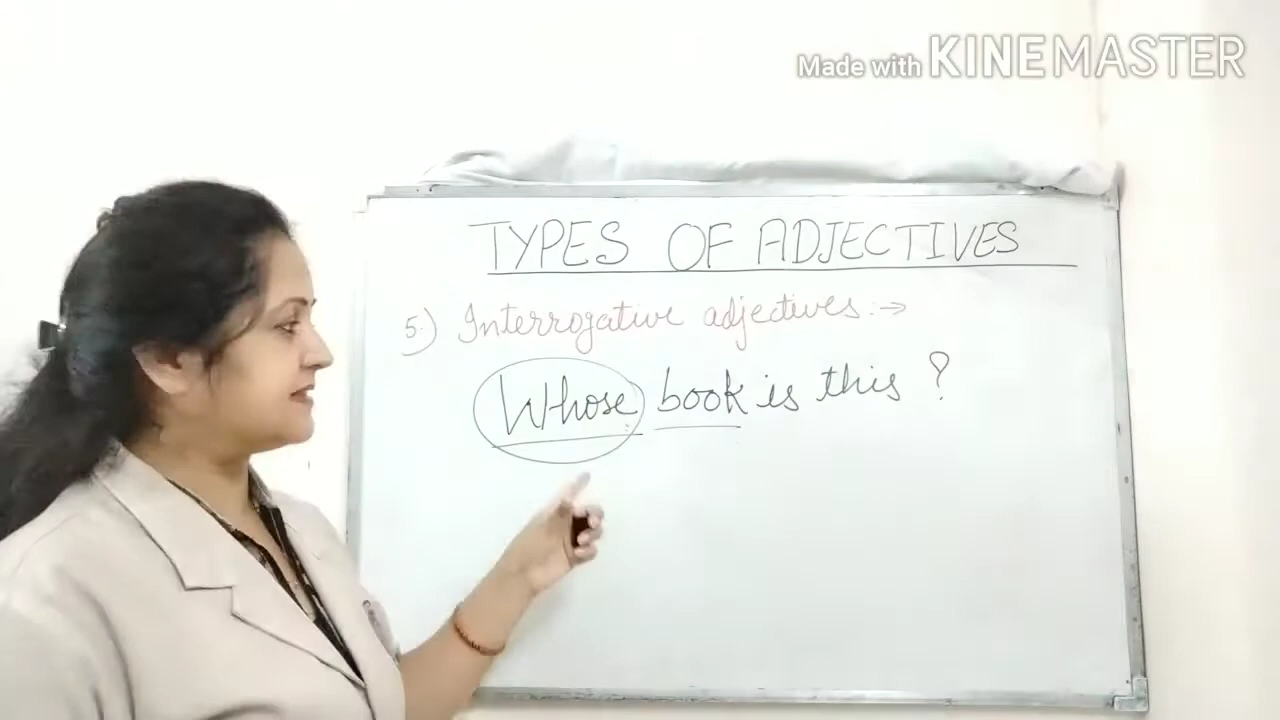 Made with KINEMASTER
TYPES OF ADJECTIVES
5.) Interrogative adjectives :→
Whose book is this ?